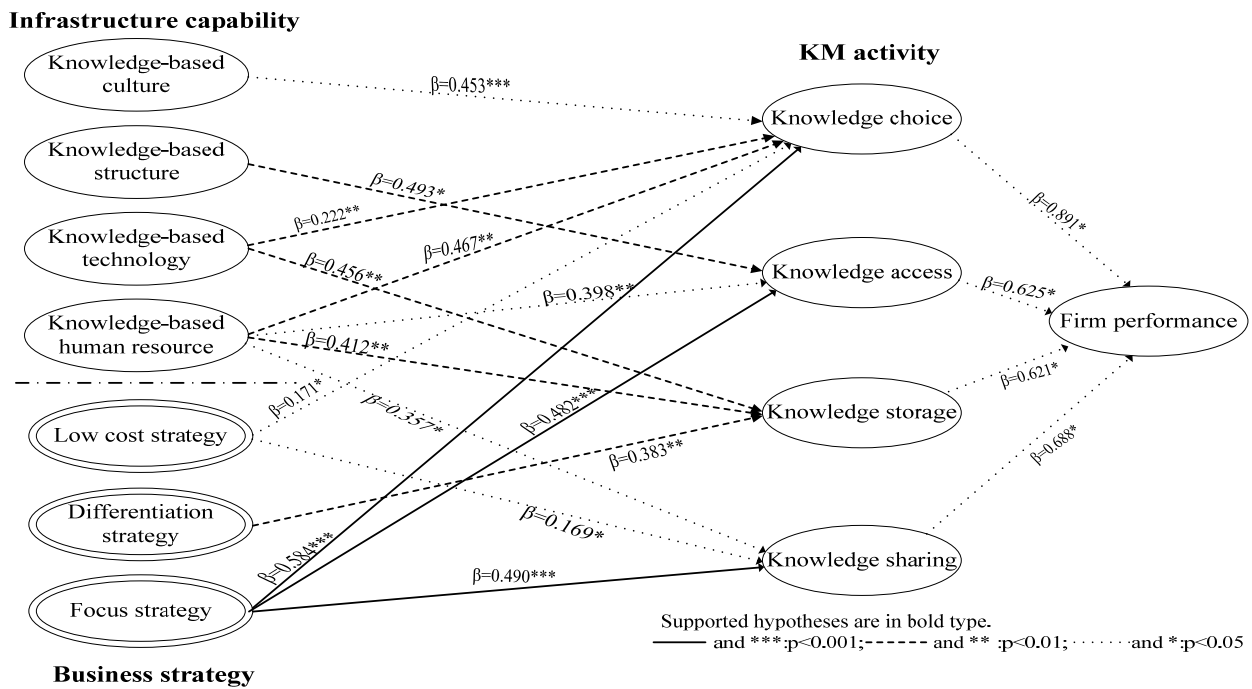 Infrastructure capability
Knowledge-based
culture
Knowledge-based
structure
Knowledge-based
technology
Knowledge-based
human resource
Low cost strategy
Differentiation
strategy
Focus strategy
Business strategy
β=0.453***
β=0.493*
β=0.222**
β=0.467**
β=0.456**
β=0.398**
β=0.412**
β=0.171*
β=0.357*
β=0.482***
β=0.383**
β=0.169*
β=0.584***
β=0.490***
KM activity
Knowledge choice
Knowledge access
Knowledge storage
Knowledge sharing
β=0.891*
β=0.625*
β=0.621*
β=0.688*
Firm performance
Supported hypotheses are in bold type.
and ***:p<0.001; and ** :p<0.01; and *:p<0.05